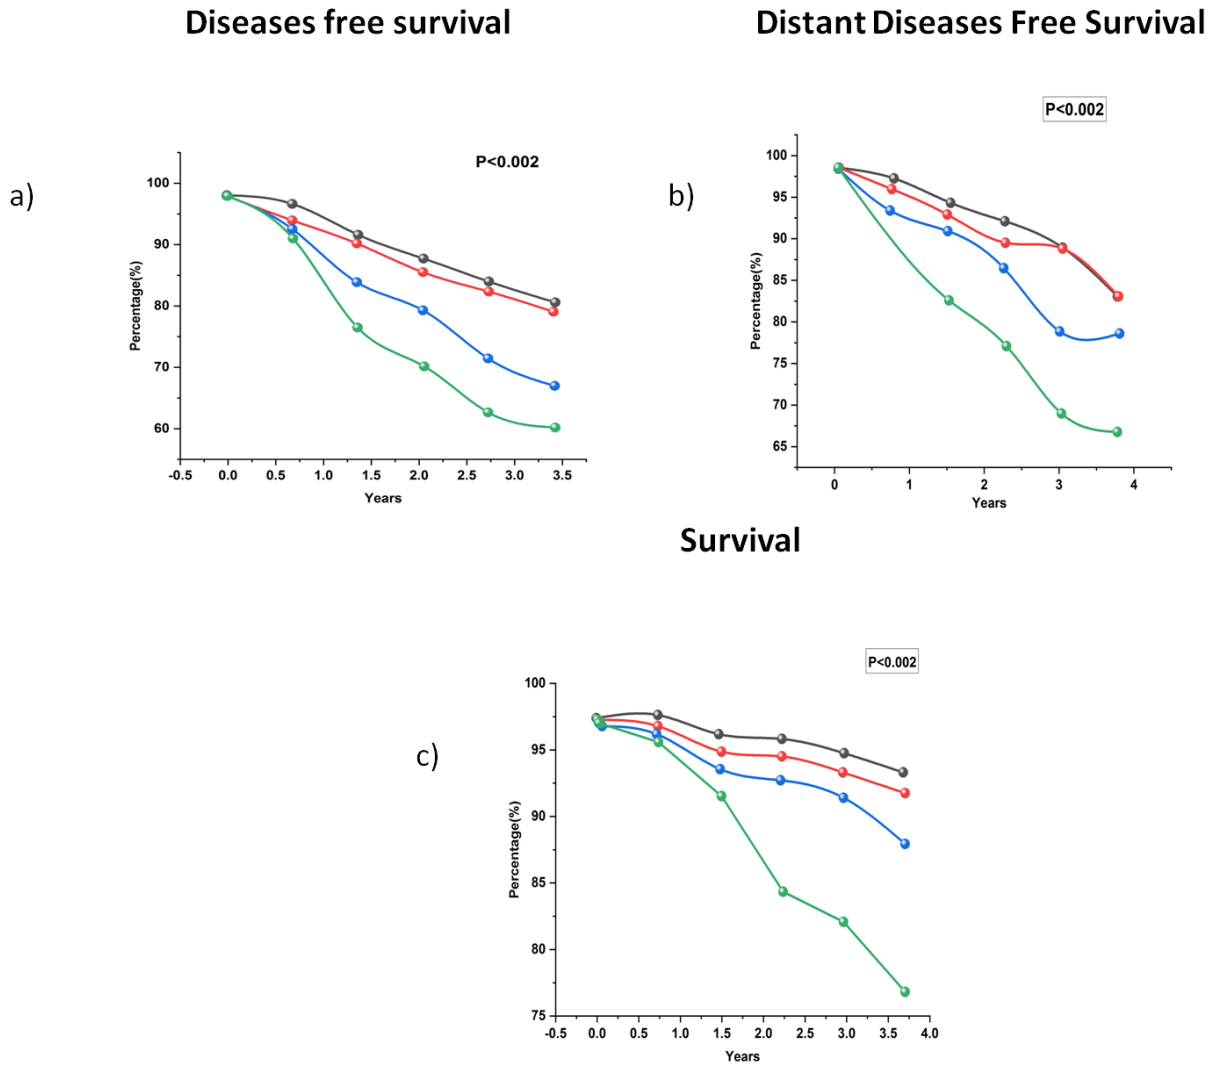 Diseases free survival
Distant Diseases Free Survival
a)
P<0.002
100
90
80
70
60
Percentage(%)
-0.5 0.0 0.5 1.0 1.5 2.0 2.5 3.0 3.5
Years
b)
P<0.002
100
95
90
85
80
75
70
65
Percentage(%)
0 1 2 3 4
Years
Survival
c)
P<0.002
100
95
90
85
80
75
Percentage(%)
-0.5 0.0 0.5 1.0 1.5 2.0 2.5 3.0 3.5 4.0
Years